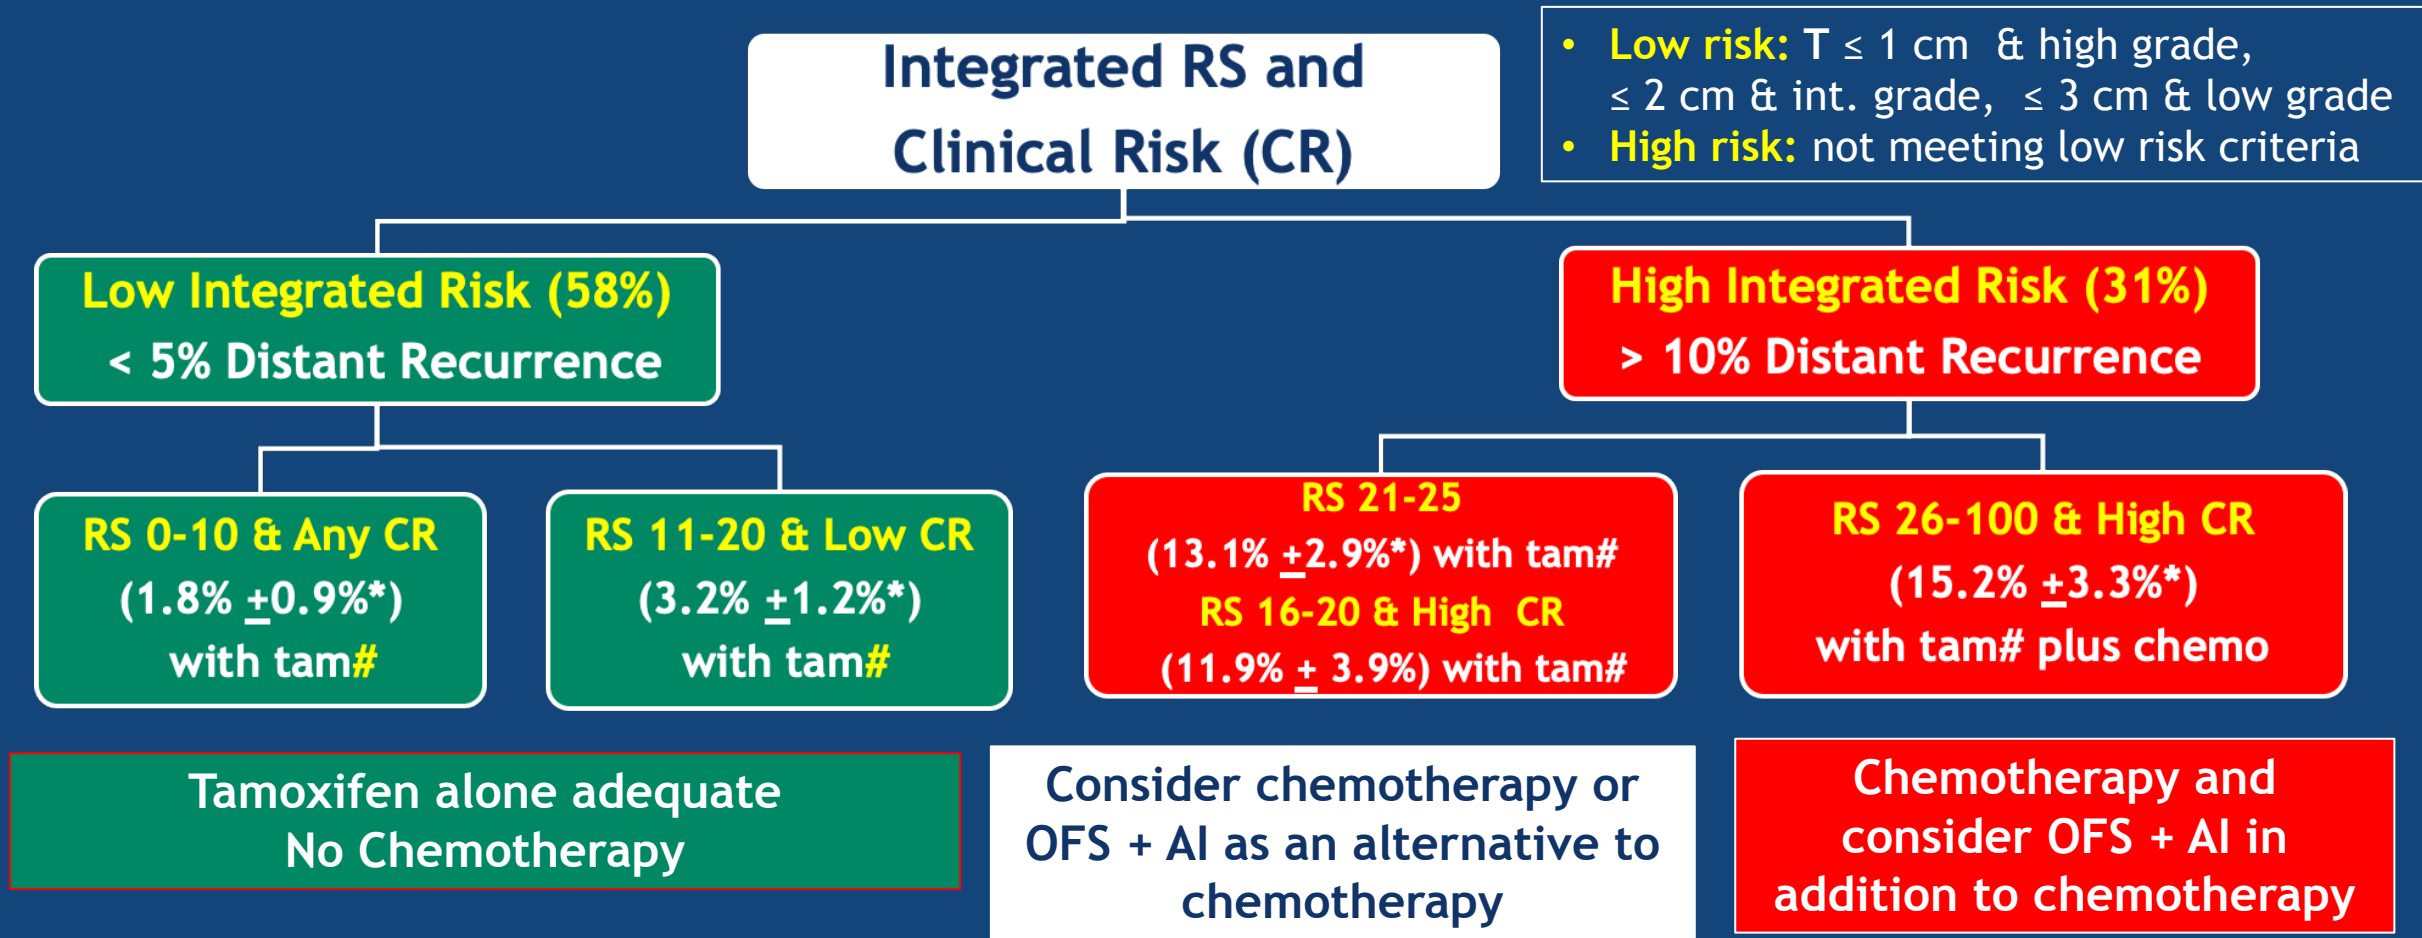 Integrated RS and
Clinical Risk (CR)
• Low risk: T ≤ 1 cm & high grade,
≤ 2 cm & int. grade, ≤ 3 cm & low grade
• High risk: not meeting low risk criteria
Low Integrated Risk (58%)
< 5% Distant Recurrence
High Integrated Risk (31%)
> 10% Distant Recurrence
RS 0-10 & Any CR
(1.8% ±0.9%*)
with tam#
RS 11-20 & Low CR
(3.2% ±1.2%*)
with tam#
RS 21-25
(13.1% ±2.9%*) with tam#
RS 16-20 & High CR
(11.9% ± 3.9%) with tam#
RS 26-100 & High CR
(15.2% ±3.3%*)
with tam# plus chemo
Tamoxifen alone adequate
No Chemotherapy
Consider chemotherapy or
OFS + AI as an alternative to
chemotherapy
Chemotherapy and
consider OFS + AI in
addition to chemotherapy